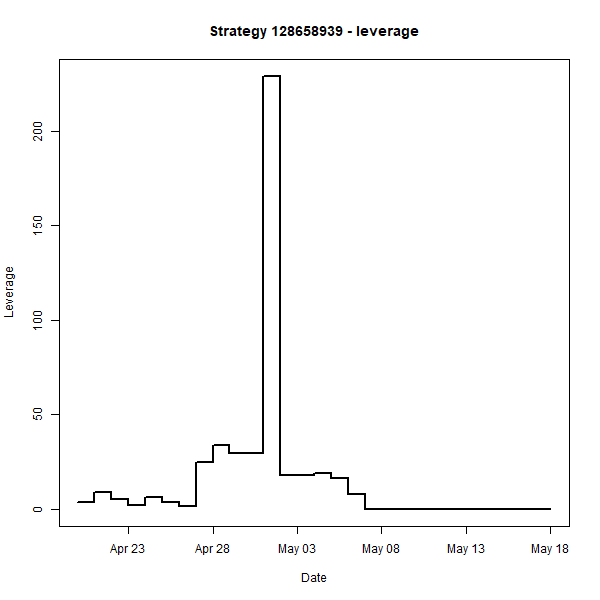 Strategy 128658939 - leverage
200
150
100
50
0
Leverage
Apr 23
Apr 28
May 03
May 08
May 13
May 18
Date